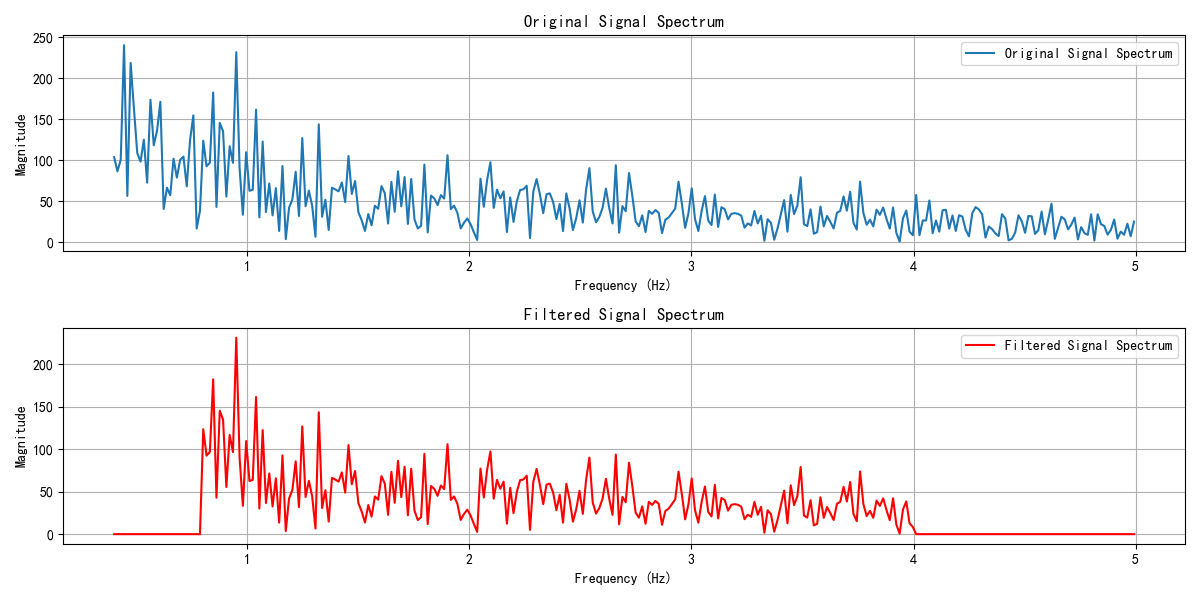 Original Signal Spectrum
250
200
150
100
50
0
Magnitude
Original Signal Spectrum
1
2
3
4
5
Frequency (Hz)
Filtered Signal Spectrum
200
150
100
50
0
Magnitude
Filtered Signal Spectrum
1
2
3
4
5
Frequency (Hz)